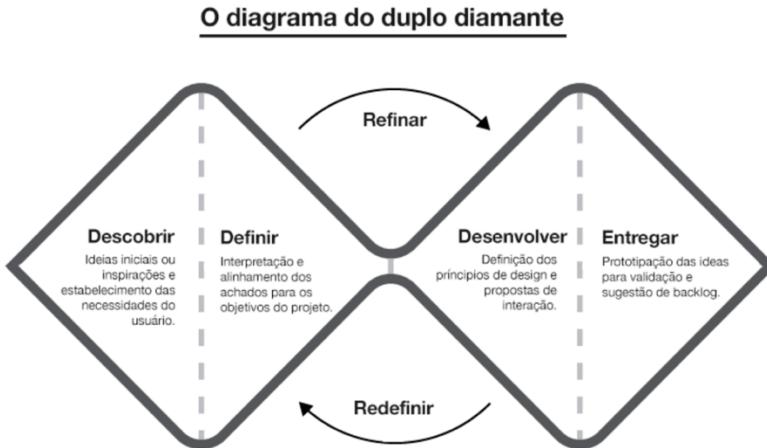 O diagrama do duplo diamante
Refinar
Descobrir
Ideias iniciais ou
inspirações e
estabelecimento das
necessidades do
usuário.
Definir
Interpretação e
alinhamento dos
achados para os
objetivos do projeto.
Desenvolver
Definição dos
princípios de design e
propostas de
interação.
Entregar
Prototipação das ideas
para validação e
sugestão de backlog.
Redefinir